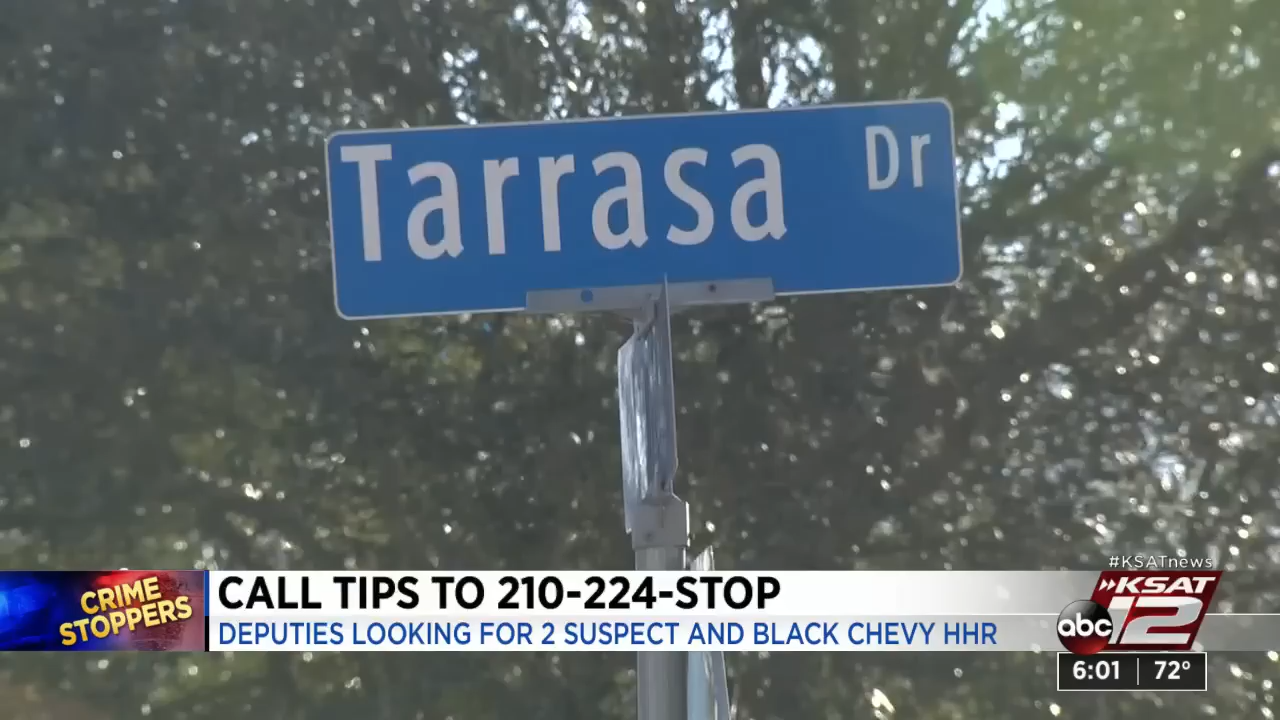 Tarrasa Dr
#KSATnews
CRIME
STOPPERS
CALL TIPS TO 210-224-STOP
DEPUTIES LOOKING FOR 2 SUSPECT AND BLACK CHEVY HHR
KSAT
abc 12
6:01 72°